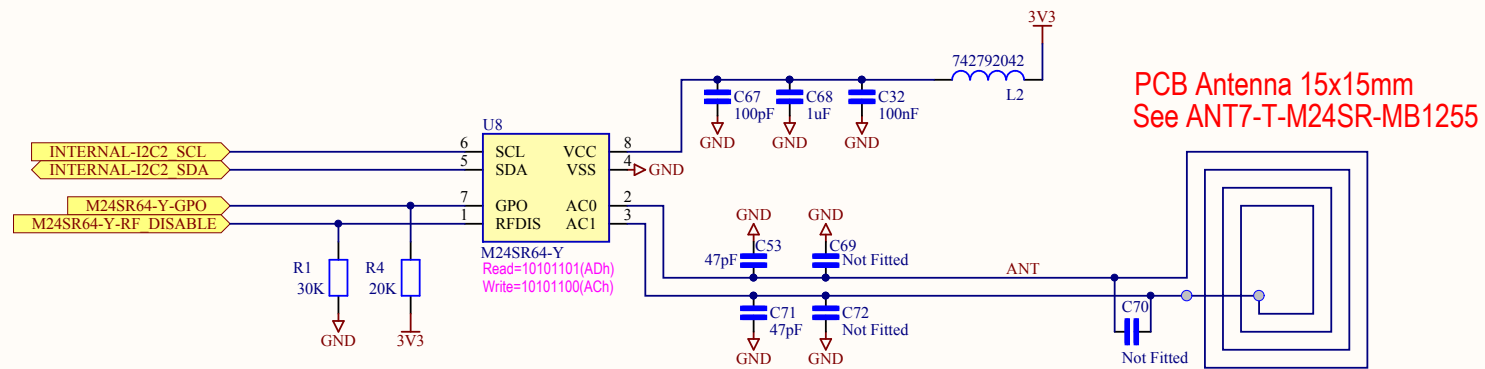 3V3
742792042
L2
PCB Antenna 15x15mm
See ANT7-T-M24SR-MB1255
C67
100pF
C68
1uF
C32
100nF
GND
GND
GND
U8
INTERNAL-I2C2_SCL
6
SCL
VCC
8
INTERNAL-I2C2_SDA
5
SDA
VSS
4
GND
M24SR64-Y-GPO
7
GPO
AC0
2
M24SR64-Y-RF_DISABLE
1
RFDIS
AC1
3
M24SR64-Y
Read=10101101(ADh)
Write=10101100(ACh)
GND
GND
C53
47pF
C69
Not Fitted
ANT
R1
30K
R4
20K
GND
3V3
C71
47pF
C72
Not Fitted
GND
GND
C70
Not Fitted